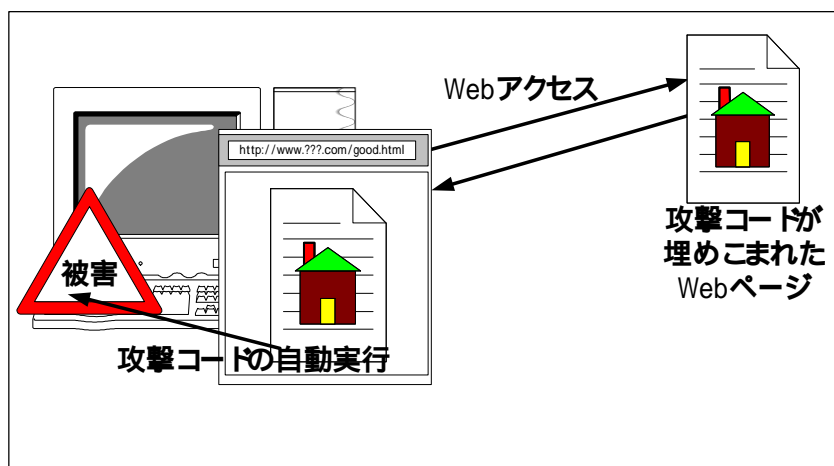 Webアクセス
http://www.???.com/good.html
攻撃コードが
埋めこまれた
Webページ
被害
攻撃コードの自動実行